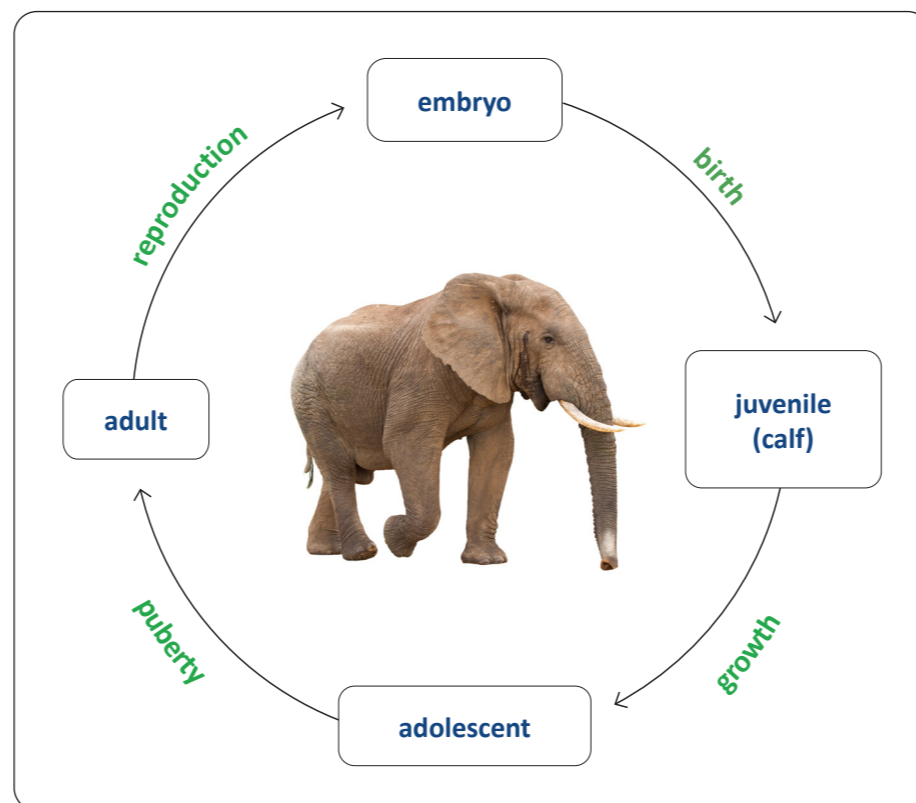 embryo
birth
juvenile
(calf)
growth
adolescent
puberty
adult
reproduction